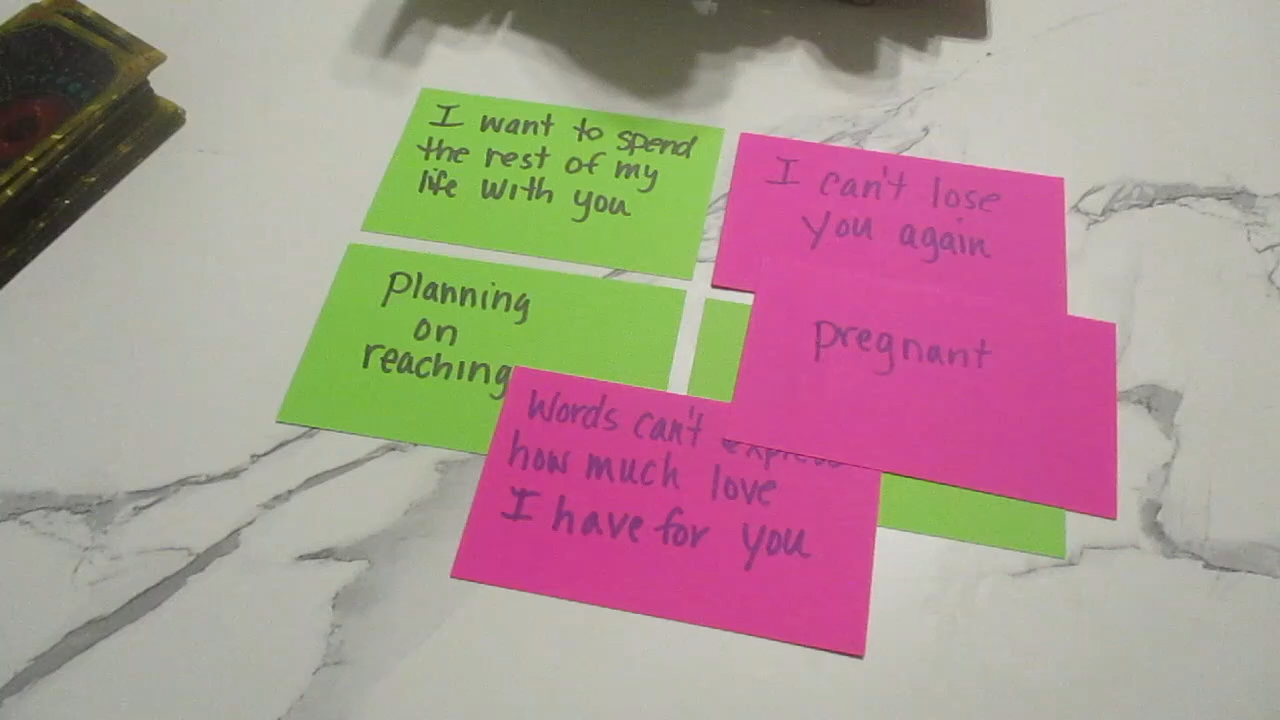 I want to spend
the rest of my
life with you
I can't lose
you again
planning
on
reaching
pregnant
Words can't express
how much love
I have for you